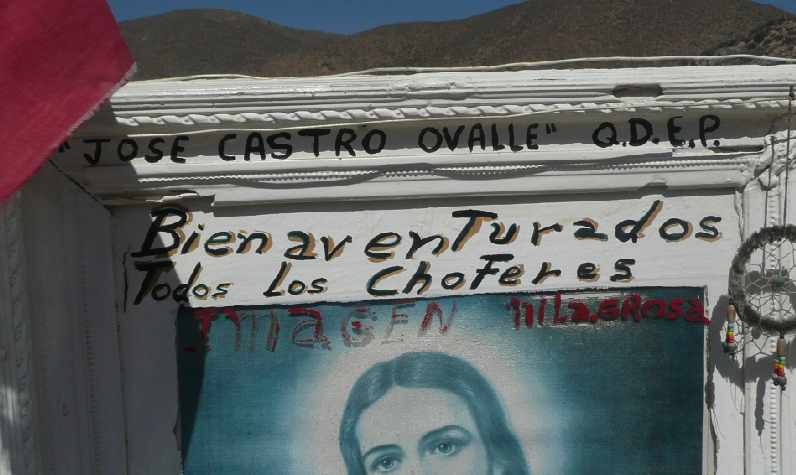 "JOSE CASTRO OVALLE" Q.D.E.P.
Bienaventurados
Todos Los Choferes
IMAGEN MILAGROSA